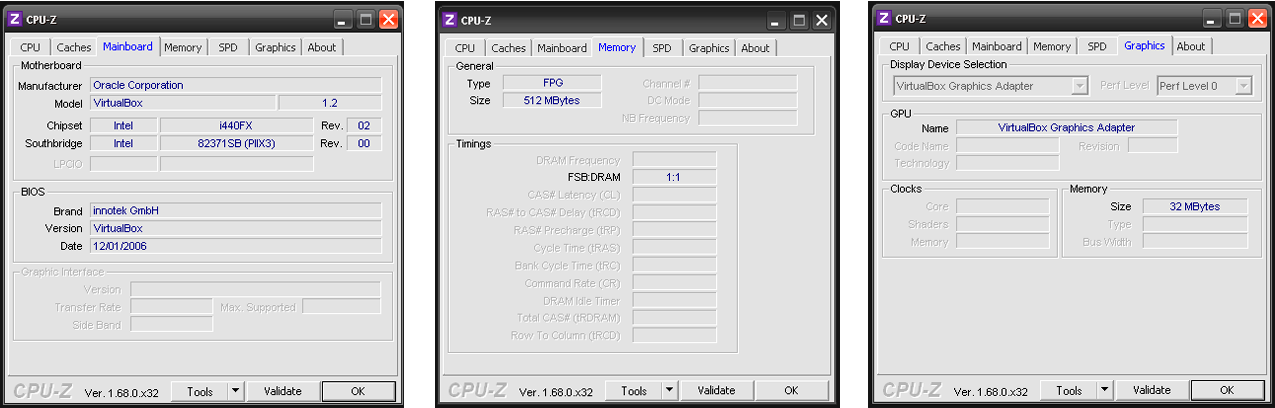 CPU-Z
CPU Caches Mainboard Memory SPD Graphics About
Motherboard
Manufacturer Oracle Corporation
Model VirtualBox 1.2
Chipset Intel i440FX Rev. 02
Southbridge Intel 82371SB (PIIX3) Rev. 00
LPCIO
BIOS
Brand innotek GmbH
Version VirtualBox
Date 12/01/2006
Graphic Interface
Version
Transfer Rate Max. Supported
Side Band
CPU-Z Ver. 1.68.0.x32 Tools Validate OK
CPU-Z
CPU Caches Mainboard Memory SPD Graphics About
General
Type FPG Channel #
Size 512 MBytes DC Mode
NB Frequency
Timings
DRAM Frequency
FSB:DRAM 1:1
CAS# Latency (CL)
RAS# to CAS# Delay (tRCD)
RAS# Precharge (tRP)
Cycle Time (tRAS)
Bank Cycle Time (tRC)
Command Rate (CR)
DRAM Idle Timer
Total CAS# (tRDRAM)
Row To Column (tRCD)
CPU-Z Ver. 1.68.0.x32 Tools Validate OK
CPU-Z
CPU Caches Mainboard Memory SPD Graphics About
Display Device Selection
VirtualBox Graphics Adapter Perf Level Perf Level 0
GPU
Name VirtualBox Graphics Adapter
Code Name Revision
Technology
Clocks
Core
Shaders
Memory
Memory
Size 32 MBytes
Type
Bus Width
CPU-Z Ver. 1.68.0.x32 Tools Validate OK